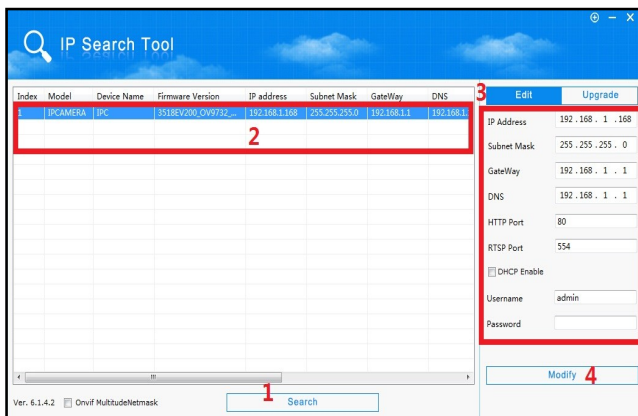 IP Search Tool
Index Model Device Name Firmware Version IP address Subnet Mask GateWay DNS
1 IPCAMERA IPC 3518EV200_OV9732_... 192.168.1.168 255.255.255.0 192.168.1.1 192.168.1.
2
3 Edit Upgrade
IP Address 192 . 168 . 1 . 168
Subnet Mask 255 . 255 . 255 . 0
GateWay 192 . 168 . 1 . 1
DNS 192 . 168 . 1 . 1
HTTP Port 80
RTSP Port 554
DHCP Enable
Username admin
Password
Modify 4
Ver. 6.1.4.2 Onvif MultitudeNetmask
1 Search